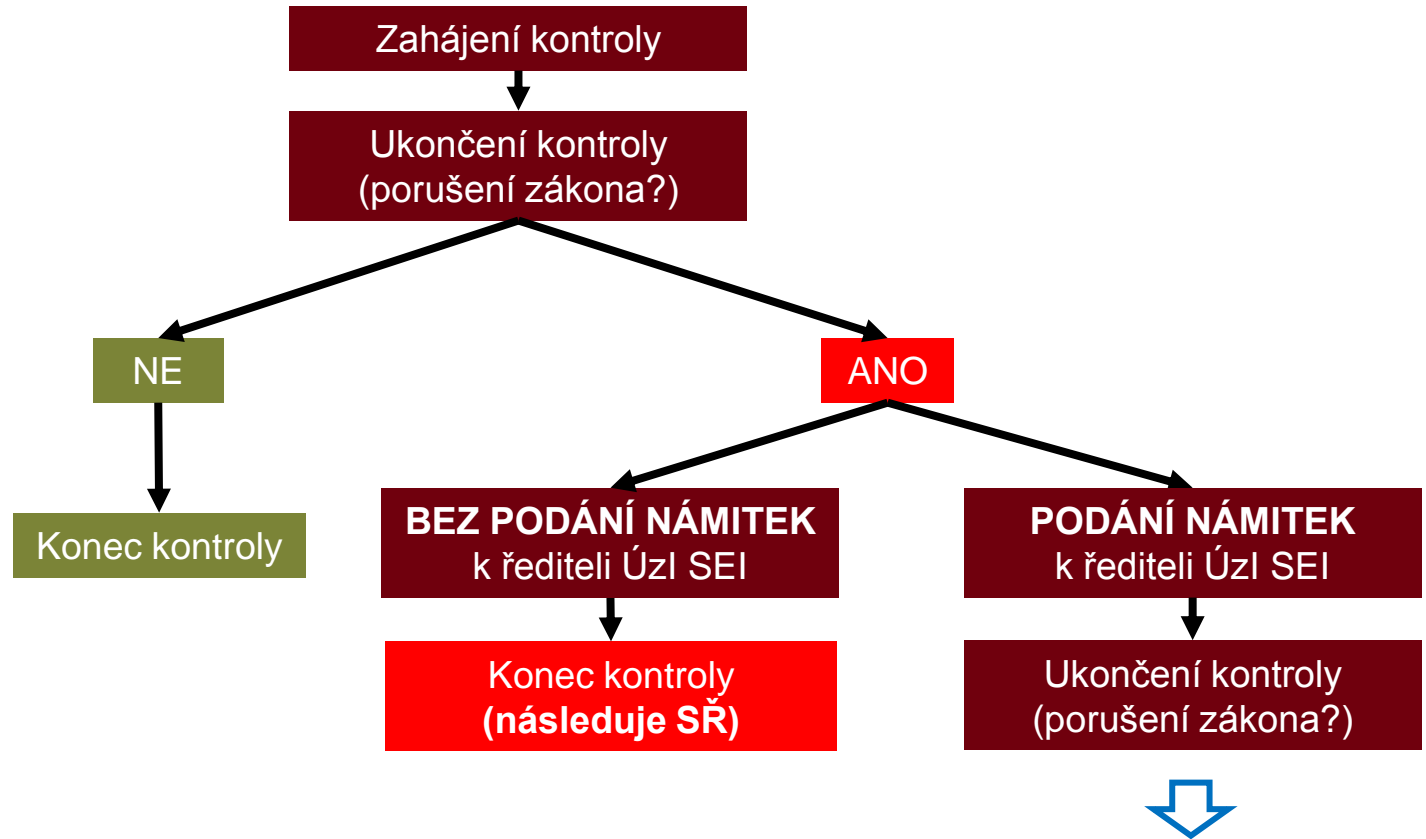 Zahájení kontroly
Ukončení kontroly
(porušení zákona?)
NE
ANO
Konec kontroly
BEZ PODÁNÍ NÁMITEK
k řediteli ÚzI SEI
PODÁNÍ NÁMITEK
k řediteli ÚzI SEI
Konec kontroly
(následuje SŘ)
Ukončení kontroly
(porušení zákona?)